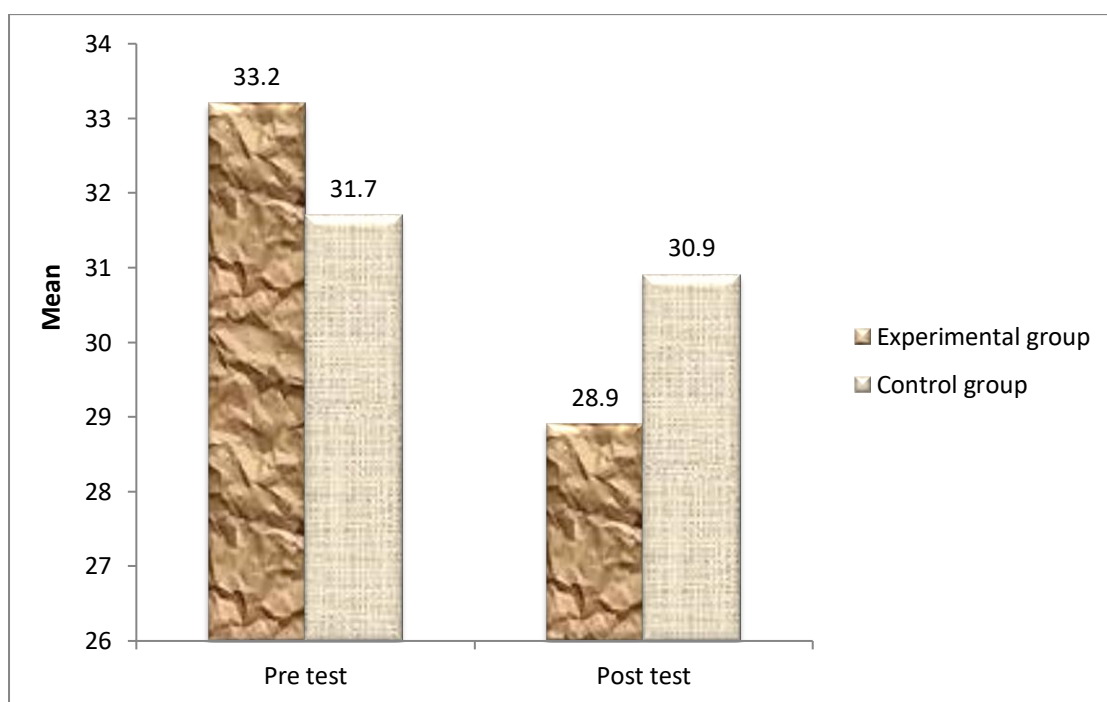 34
33
32
31
30
29
28
27
26
Mean
33.2
31.7
28.9
30.9
Pre test
Post test
Experimental group
Control group